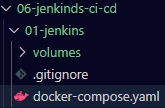 06-jenkinds-ci-cd
01-jenkins
volumes
.gitignore
docker-compose.yaml